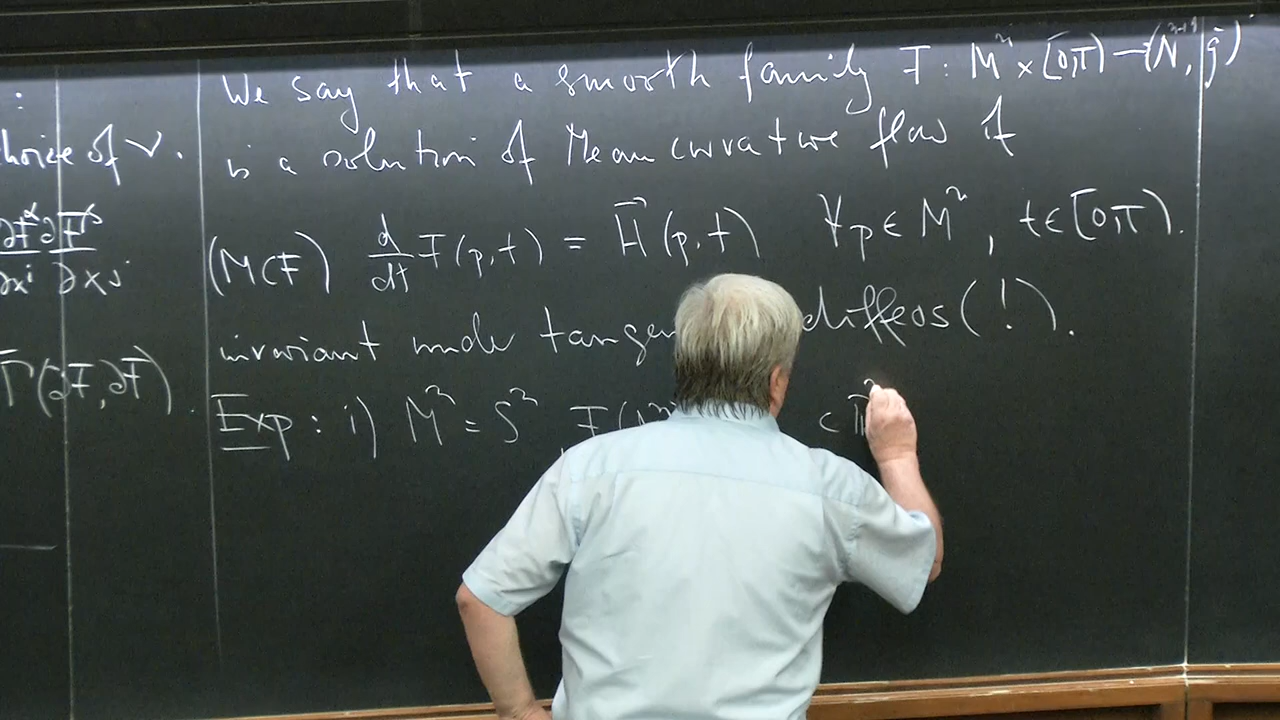 :
choice of ν.
∂F^α ∂F^β
∂x^i ∂x^j
Γ̄(∂F, ∂F).
We say that a smooth family F : M^n × [0,T) → (N^{n+1}, ḡ)
is a solution of Mean curvature flow if
(MCF) d/dt F(p,t) = H⃗(p,t) ∀p ∈ M^n, t ∈ [0,T).
invariant under diffeos(!).
Exp: i) M^n = S^n F( ⊂